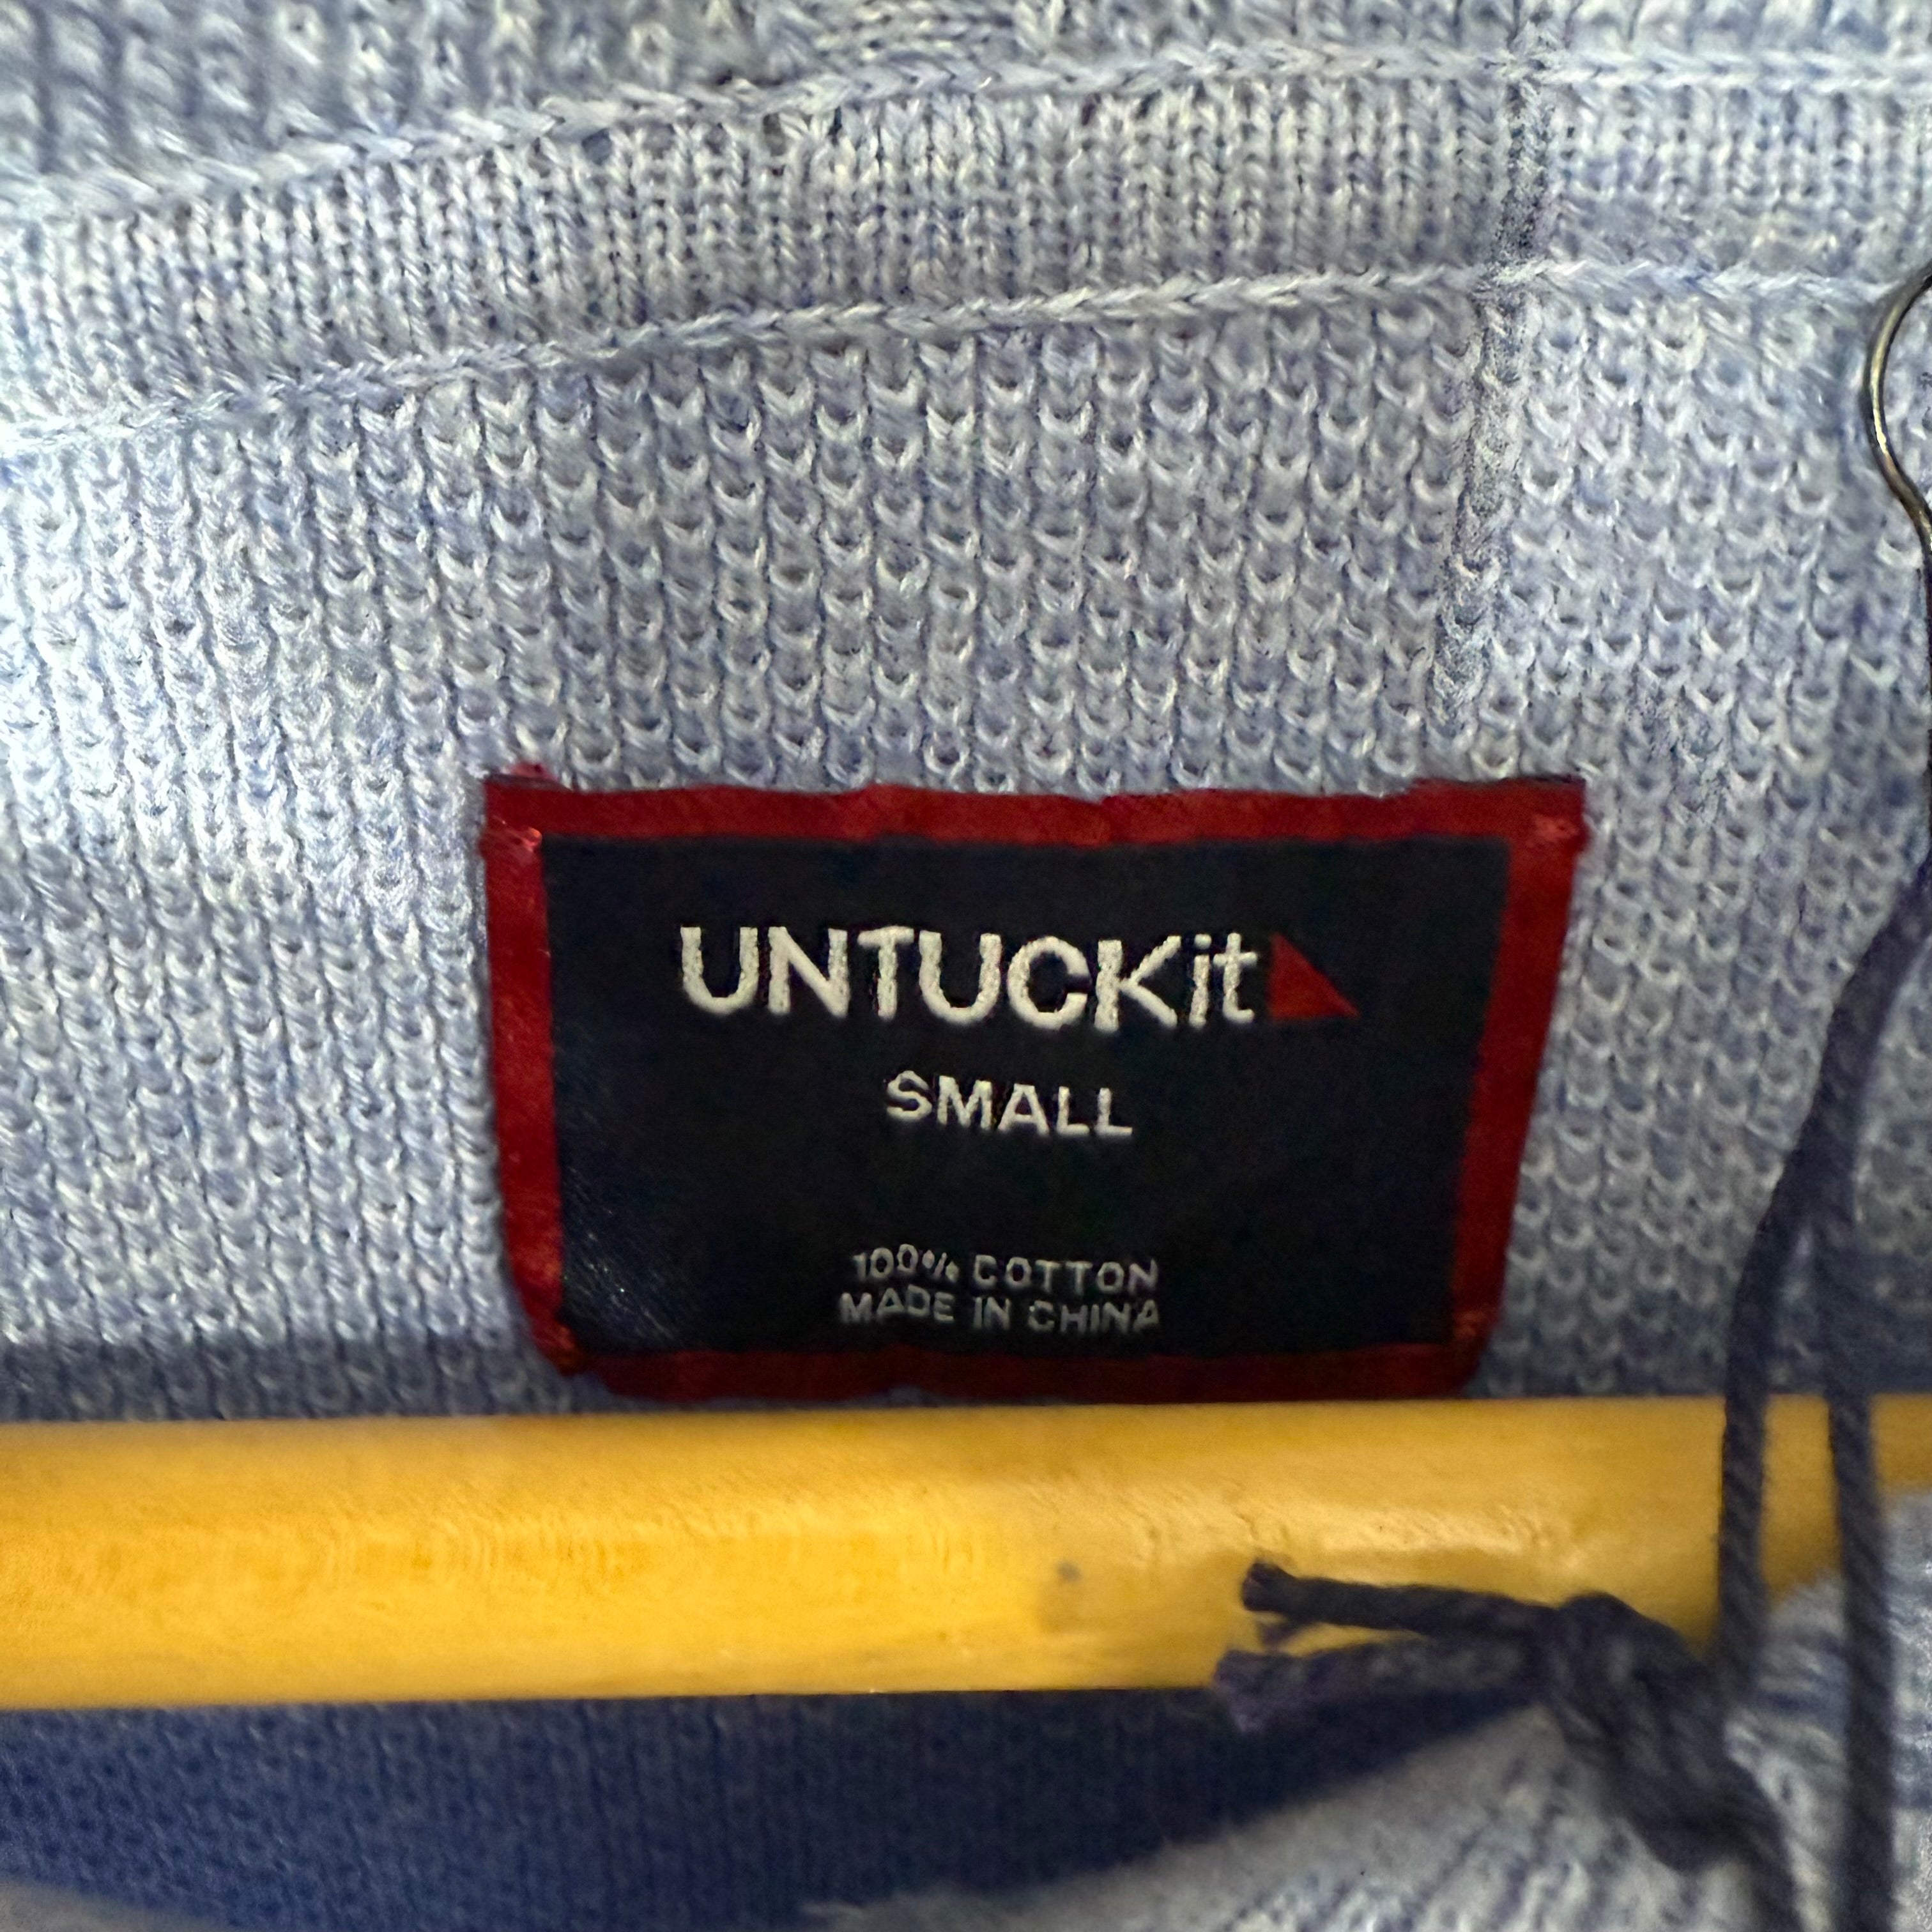 UNTUCKit
SMALL
100% COTTON
MADE IN CHINA